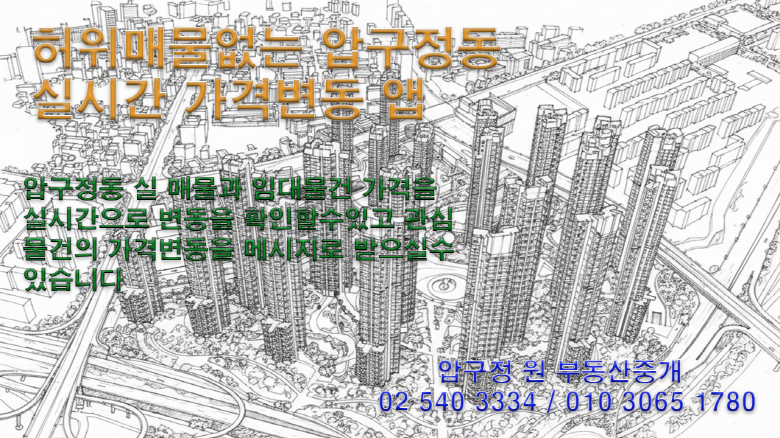 허위매물없는 압구정동
실시간 가격변동 앱
압구정동 실 매물과 임대물건 가격을
실시간으로 변동을 확인할수있고 관심
물건의 가격변동을 메시지로 받으실수
있습니다
압구정 원 부동산중개
02 540 3334 / 010 3065 1780